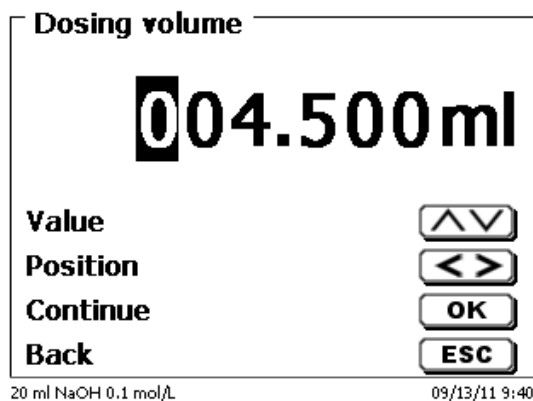 Dosing volume
004.500ml
Value
Position
Continue OK
Back ESC
20 ml NaOH 0.1 mol/L 09/13/11 9:40